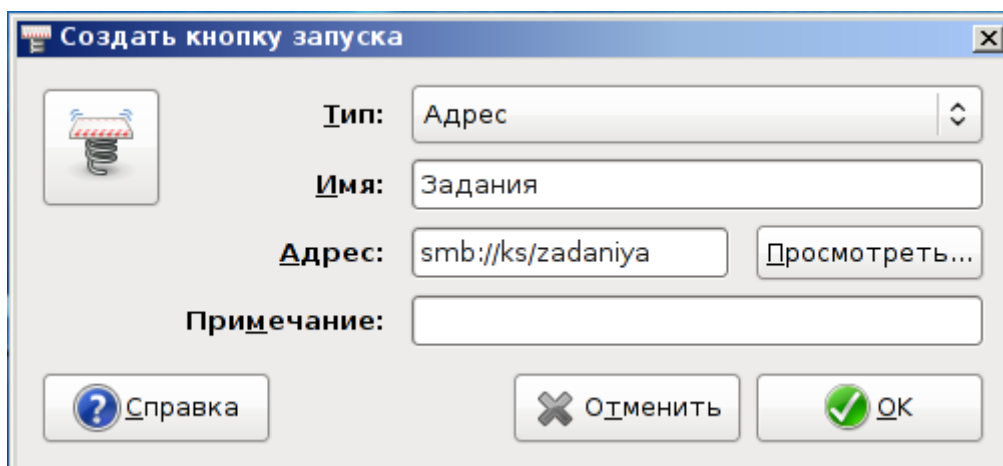 Создать кнопку запуска
Тип: Адрес
Имя: Задания
Адрес: smb://ks/zadaniya Просмотреть...
Примечание:
Справка Отменить OK